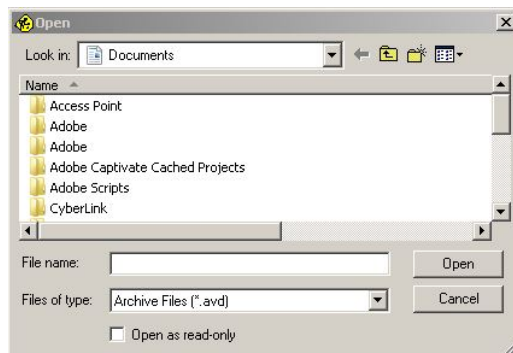 Open
Look in: Documents
Name
Access Point
Adobe
Adobe
Adobe Captivate Cached Projects
Adobe Scripts
CyberLink
File name: Open
Files of type: Archive Files (*.avd) Cancel
Open as read-only